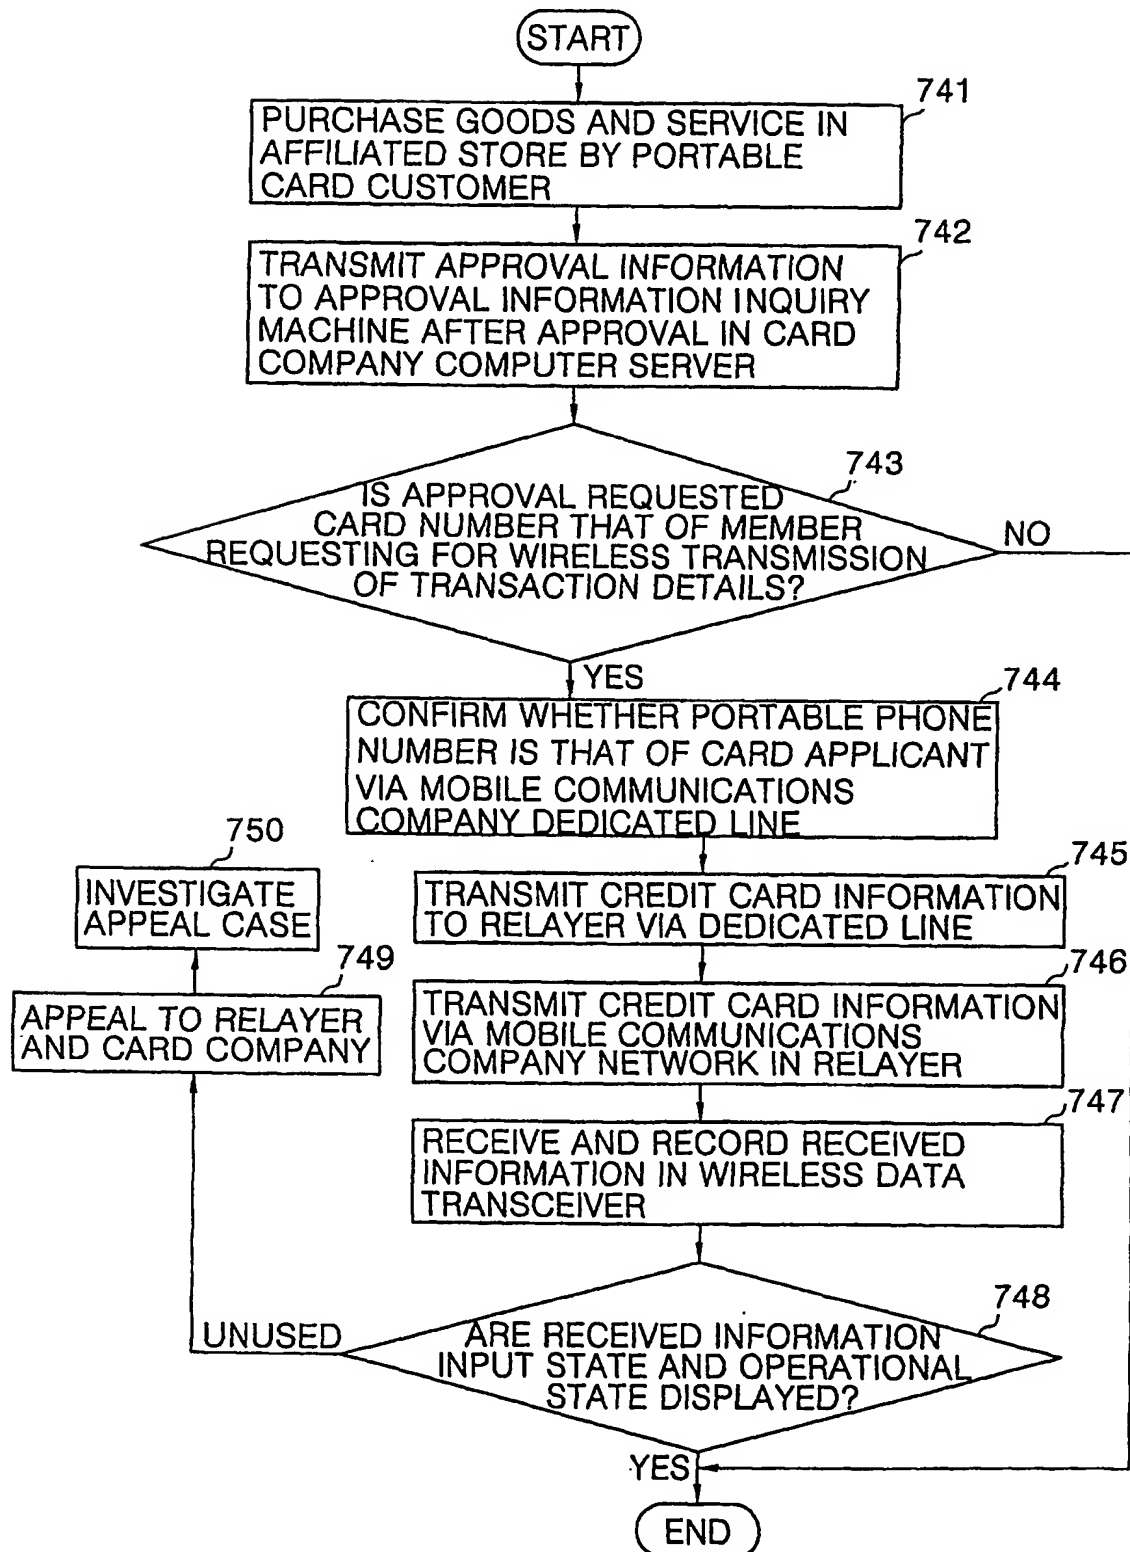 START
741
PURCHASE GOODS AND SERVICE IN
AFFILIATED STORE BY PORTABLE
CARD CUSTOMER
742
TRANSMIT APPROVAL INFORMATION
TO APPROVAL INFORMATION INQUIRY
MACHINE AFTER APPROVAL IN CARD
COMPANY COMPUTER SERVER
743
IS APPROVAL REQUESTED
CARD NUMBER THAT OF MEMBER
REQUESTING FOR WIRELESS TRANSMISSION
OF TRANSACTION DETAILS?
NO
YES
744
CONFIRM WHETHER PORTABLE PHONE
NUMBER IS THAT OF CARD APPLICANT
VIA MOBILE COMMUNICATIONS
COMPANY DEDICATED LINE
745
TRANSMIT CREDIT CARD INFORMATION
TO RELAYER VIA DEDICATED LINE
746
TRANSMIT CREDIT CARD INFORMATION
VIA MOBILE COMMUNICATIONS
COMPANY NETWORK IN RELAYER
747
RECEIVE AND RECORD RECEIVED
INFORMATION IN WIRELESS DATA
TRANSCEIVER
748
ARE RECEIVED INFORMATION
INPUT STATE AND OPERATIONAL
STATE DISPLAYED?
UNUSED
749
APPEAL TO RELAYER
AND CARD COMPANY
750
INVESTIGATE
APPEAL CASE
YES
END